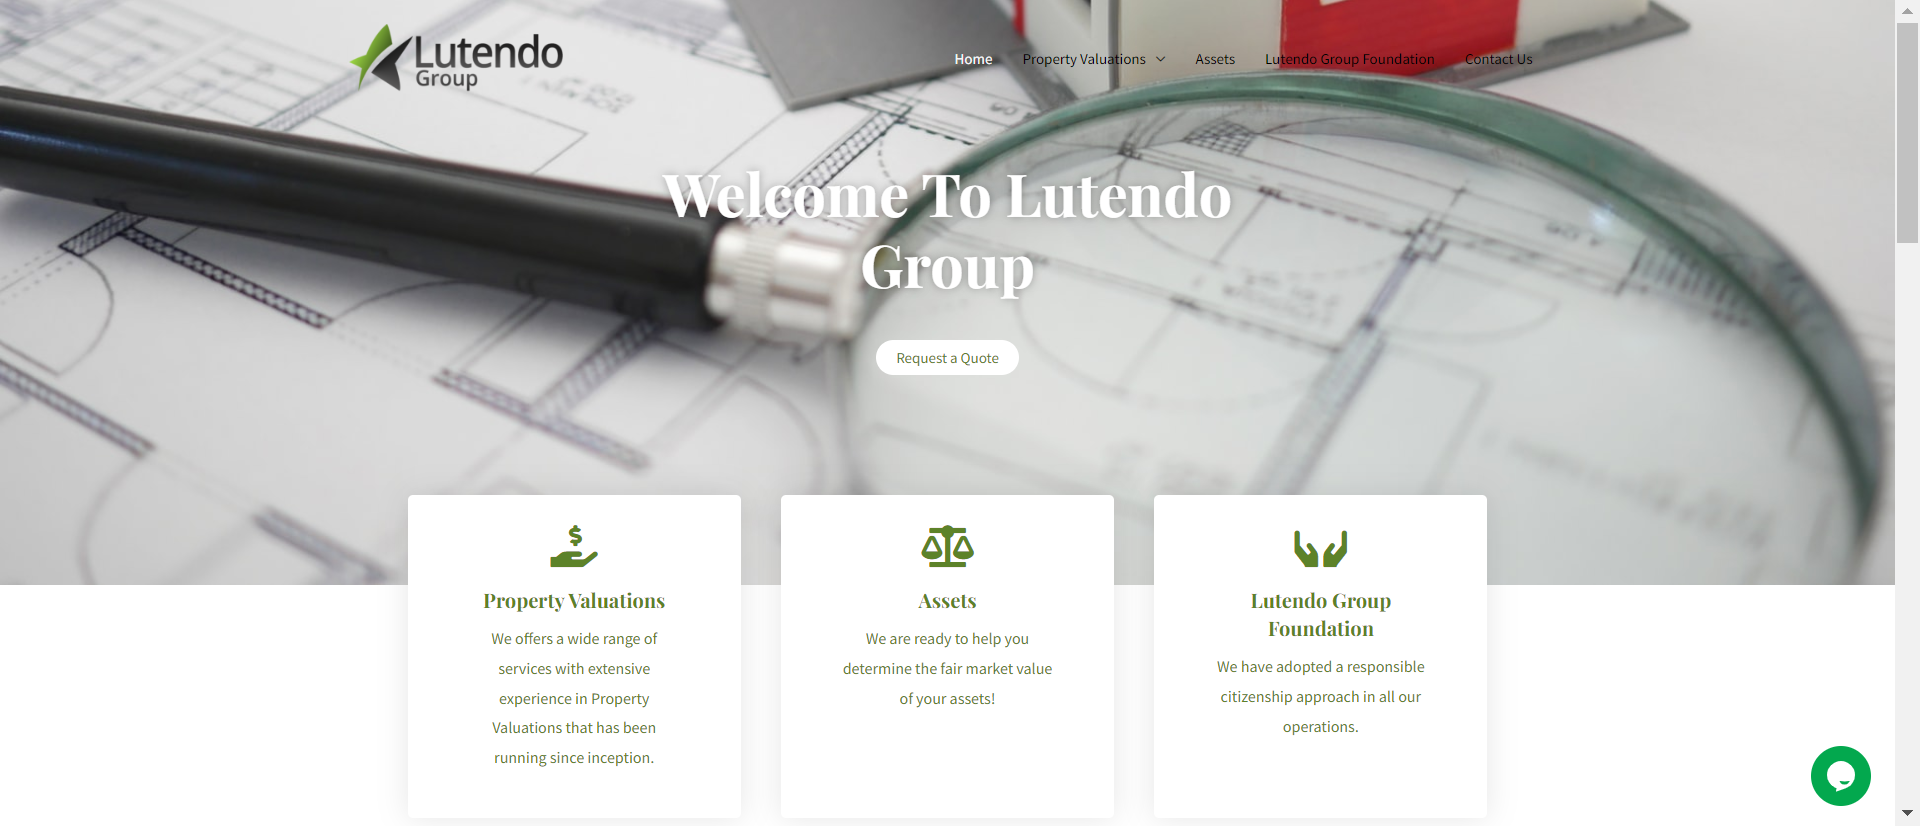 Lutendo
Group
Home Property Valuations Assets Lutendo Group Foundation Contact Us
Welcome To Lutendo
Group
Request a Quote
Property Valuations
We offers a wide range of
services with extensive
experience in Property
Valuations that has been
running since inception.
Assets
We are ready to help you
determine the fair market value
of your assets!
Lutendo Group
Foundation
We have adopted a responsible
citizenship approach in all our
operations.